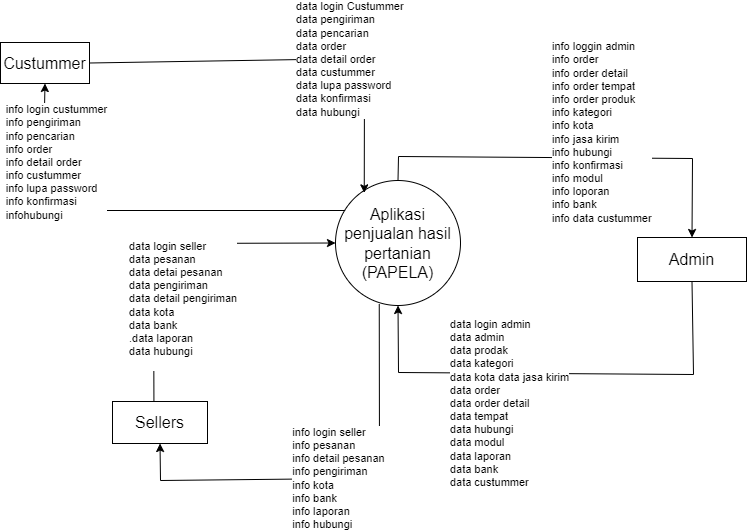 data login Custummer
data pengiriman
data pencarian
data order
data detail order
data custummer
data lupa password
data konfirmasi
data hubungi
Custummer
info login custummer
info pengiriman
info pencarian
info order
info detail order
info custummer
info lupa password
info konfirmasi
infohubungi
info loggin admin
info order
info order detail
info order tempat
info order produk
info kategori
info kota
info jasa kirim
info hubungi
info konfirmasi
info modul
info loporan
info bank
info data custummer
Aplikasi
penjualan hasil
pertanian
(PAPELA)
Admin
data login seller
data pesanan
data detai pesanan
data pengiriman
data detail pengiriman
data kota
data bank
.data laporan
data hubungi
Sellers
data login admin
data admin
data prodak
data kategori
data kota data jasa kirim
data order
data order detail
data tempat
data hubungi
data modul
data laporan
data bank
data custummer
info login seller
info pesanan
info detail pesanan
info pengiriman
info kota
info bank
info laporan
info hubungi